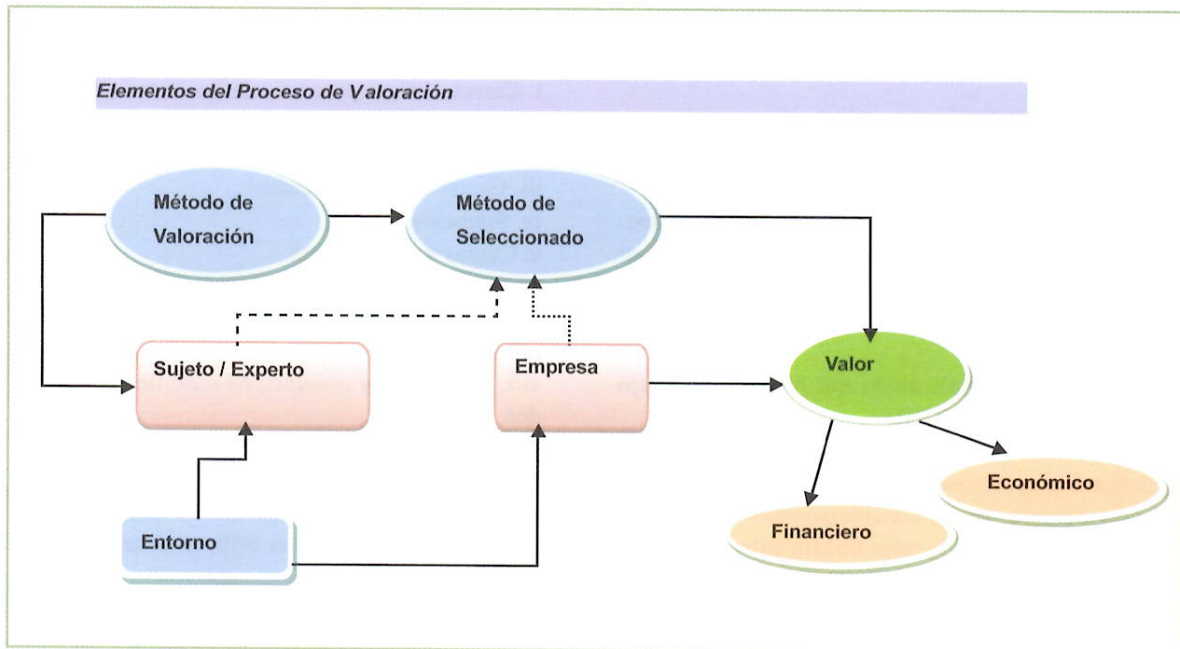 Elementos del Proceso de Valoración
Método de
Valoración
Método de
Seleccionado
Sujeto / Experto
Empresa
Valor
Económico
Financiero
Entorno